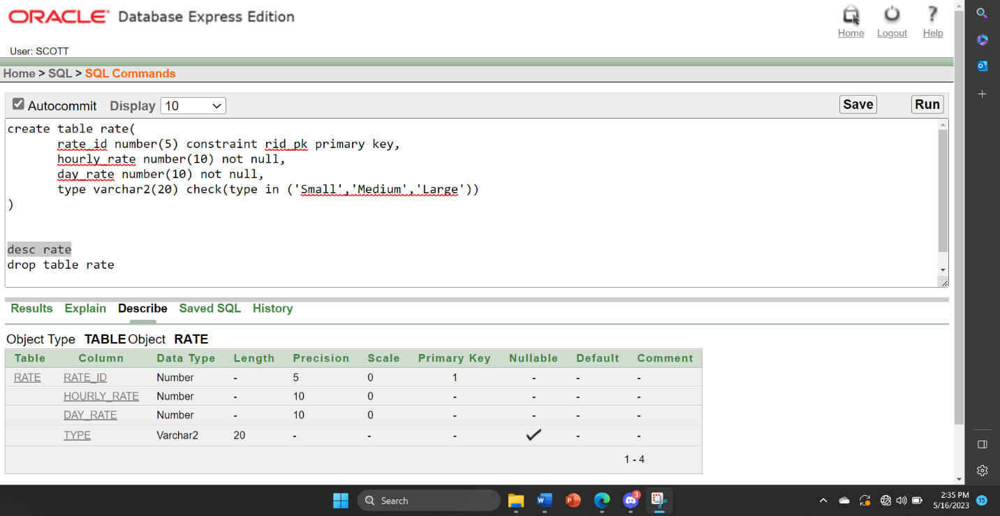 ORACLE® Database Express Edition
Home Logout Help
User: SCOTT
Home > SQL > SQL Commands
Autocommit Display 10 Save Run
create table rate(
rate_id number(5) constraint rid_pk primary key,
hourly_rate number(10) not null,
day_rate number(10) not null,
type varchar2(20) check(type in ('Small','Medium','Large'))
)
desc rate
drop table rate
Results Explain Describe Saved SQL History
Object Type TABLE Object RATE
Table Column Data Type Length Precision Scale Primary Key Nullable Default Comment
RATE RATE_ID Number - 5 0 1 - - -
HOURLY_RATE Number - 10 0 - - - -
DAY_RATE Number - 10 0 - - - -
TYPE Varchar2 20 - - - - -
1 - 4
Search
3
2:35 PM
5/16/2023
15